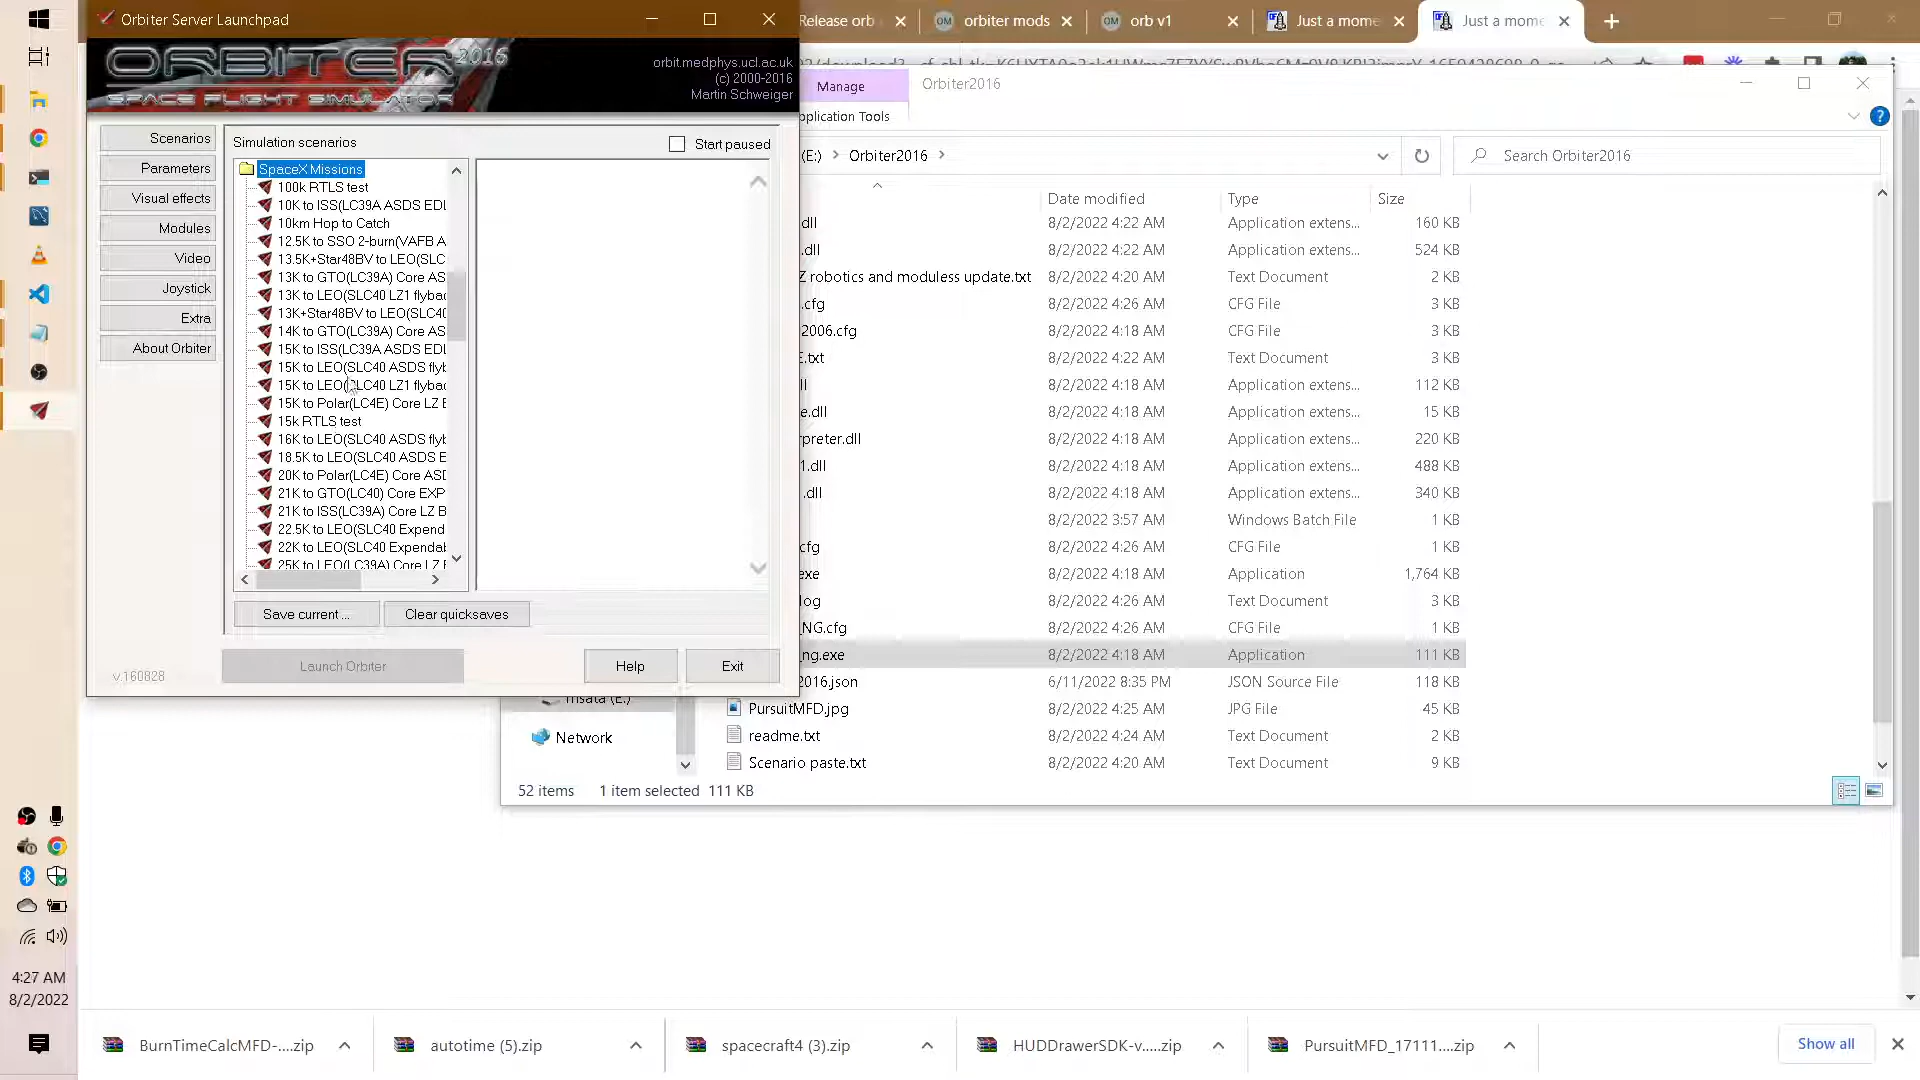 Orbiter Server Launchpad
ORBITER 2016
SPACE FLIGHT SIMULATOR
orbit.medphys.ucl.ac.uk
(c) 2000-2016
Martin Schweiger
Scenarios
Parameters
Visual effects
Modules
Video
Joystick
Extra
About Orbiter
v.160828
Simulation scenarios
Start paused
SpaceX Missions
100k RTLS test
10K to ISS(LC39A ASDS EDL
10km Hop to Catch
12.5K to SSO 2-burn(VAFB A
13.5K+Star48BV to LEO(SLC
13K to GTO(LC39A) Core AS
13K to LEO(SLC40 LZ1 flybac
13K+Star48BV to LEO(SLC40
14K to GTO(LC39A) Core AS
15K to ISS(LC39A ASDS EDL
15K to LEO(SLC40 ASDS flyb
15K to LEO(SLC40 LZ1 flybac
15K to Polar(LC4E) Core LZ E
15k RTLS test
16K to LEO(SLC40 ASDS flyb
18.5K to LEO(SLC40 ASDS E
20K to Polar(LC4E) Core ASD
21K to GTO(LC40) Core EXP
21K to ISS(LC39A) Core LZ B
22.5K to LEO(SLC40 Expend
22K to LEO(SLC40 Expendab
25K to LEO(LC39A) Core LZ F
Save current ...
Clear quicksaves
Launch Orbiter
Help
Exit
Release orb
orbiter mods
orb v1
Just a mome
Just a mome
Manage
Orbiter2016
pplication Tools
(E:) Orbiter2016
Search Orbiter2016
Date modified Type Size
dll 8/2/2022 4:22 AM Application extens... 160 KB
.dll 8/2/2022 4:22 AM Application extens... 524 KB
Z robotics and moduless update.txt 8/2/2022 4:20 AM Text Document 2 KB
.cfg 8/2/2022 4:26 AM CFG File 3 KB
2006.cfg 8/2/2022 4:18 AM CFG File 3 KB
E.txt 8/2/2022 4:22 AM Text Document 3 KB
ll 8/2/2022 4:18 AM Application extens... 112 KB
e.dll 8/2/2022 4:18 AM Application extens... 15 KB
rpreter.dll 8/2/2022 4:18 AM Application extens... 220 KB
1.dll 8/2/2022 4:18 AM Application extens... 488 KB
.dll 8/2/2022 4:18 AM Application extens... 340 KB
8/2/2022 3:57 AM Windows Batch File 1 KB
cfg 8/2/2022 4:26 AM CFG File 1 KB
exe 8/2/2022 4:18 AM Application 1,764 KB
log 8/2/2022 4:26 AM Text Document 3 KB
_NG.cfg 8/2/2022 4:26 AM CFG File 1 KB
_ng.exe 8/2/2022 4:18 AM Application 111 KB
2016.json 6/11/2022 8:35 PM JSON Source File 118 KB
PursuitMFD.jpg 8/2/2022 4:25 AM JPG File 45 KB
readme.txt 8/2/2022 4:24 AM Text Document 2 KB
Scenario paste.txt 8/2/2022 4:20 AM Text Document 9 KB
msata (E:)
Network
52 items 1 item selected 111 KB
4:27 AM
8/2/2022
BurnTimeCalcMFD-....zip
autotime (5).zip
spacecraft4 (3).zip
HUDDrawerSDK-v.....zip
PursuitMFD_17111....zip
Show all